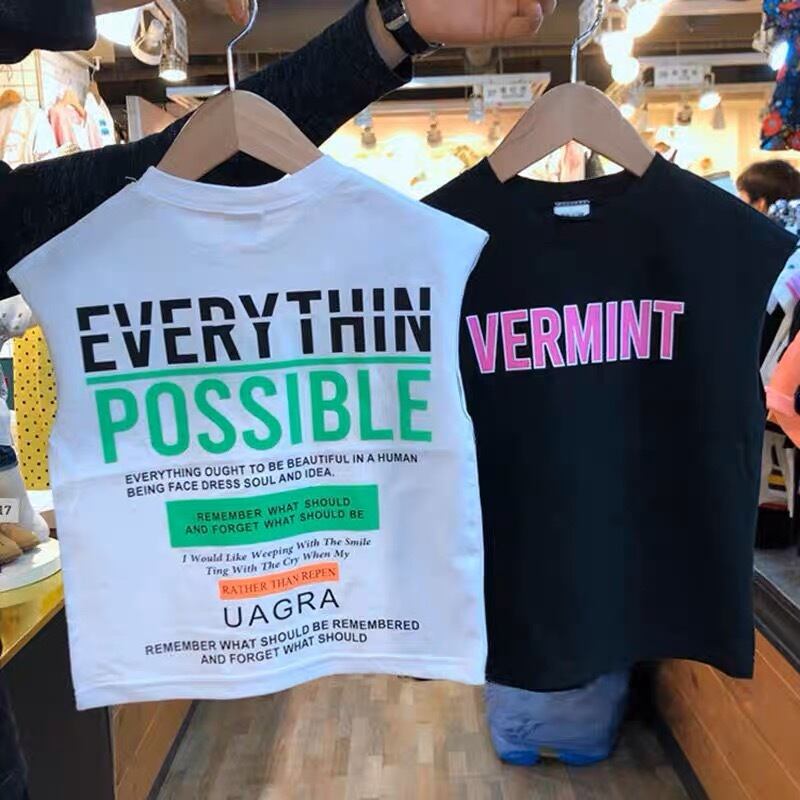 EVERYTHIN
POSSIBLE
EVERYTHING OUGHT TO BE BEAUTIFUL IN A HUMAN
BEING FACE DRESS SOUL AND IDEA.
REMEMBER WHAT SHOULD
AND FORGET WHAT SHOULD BE
I Would Like Weeping With The Smile
Ting With The Cry When My
RATHER THAN REPEN
UAGRA
REMEMBER WHAT SHOULD BE REMEMBERED
AND FORGET WHAT SHOULD
VERMINT
17